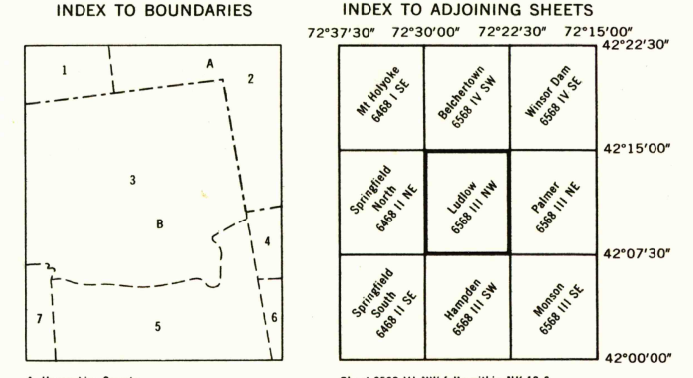 INDEX TO BOUNDARIES
1
A
2
3
B
4
7
5
6
INDEX TO ADJOINING SHEETS
72°37'30" 72°30'00" 72°22'30" 72°15'00"
42°22'30"
Mt Holyoke
6468 I SE
Belchertown
6568 IV SW
Winsor Dam
6568 IV SE
42°15'00"
Springfield
North
6468 II NE
Ludlow
6568 III NW
Palmer
6568 III NE
42°07'30"
Springfield
South
6468 II SE
Hampden
6568 III SW
Monson
6568 III SE
42°00'00"